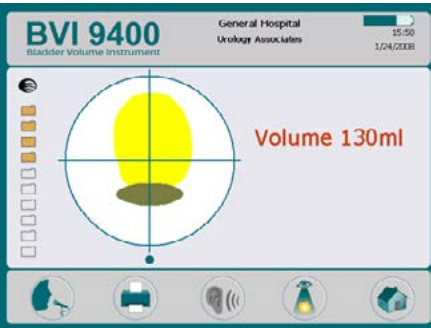 BVI 9400
Bladder Volume Instrument
General Hospital
Urology Associates
15:50
1/24/2008
Volume 130ml